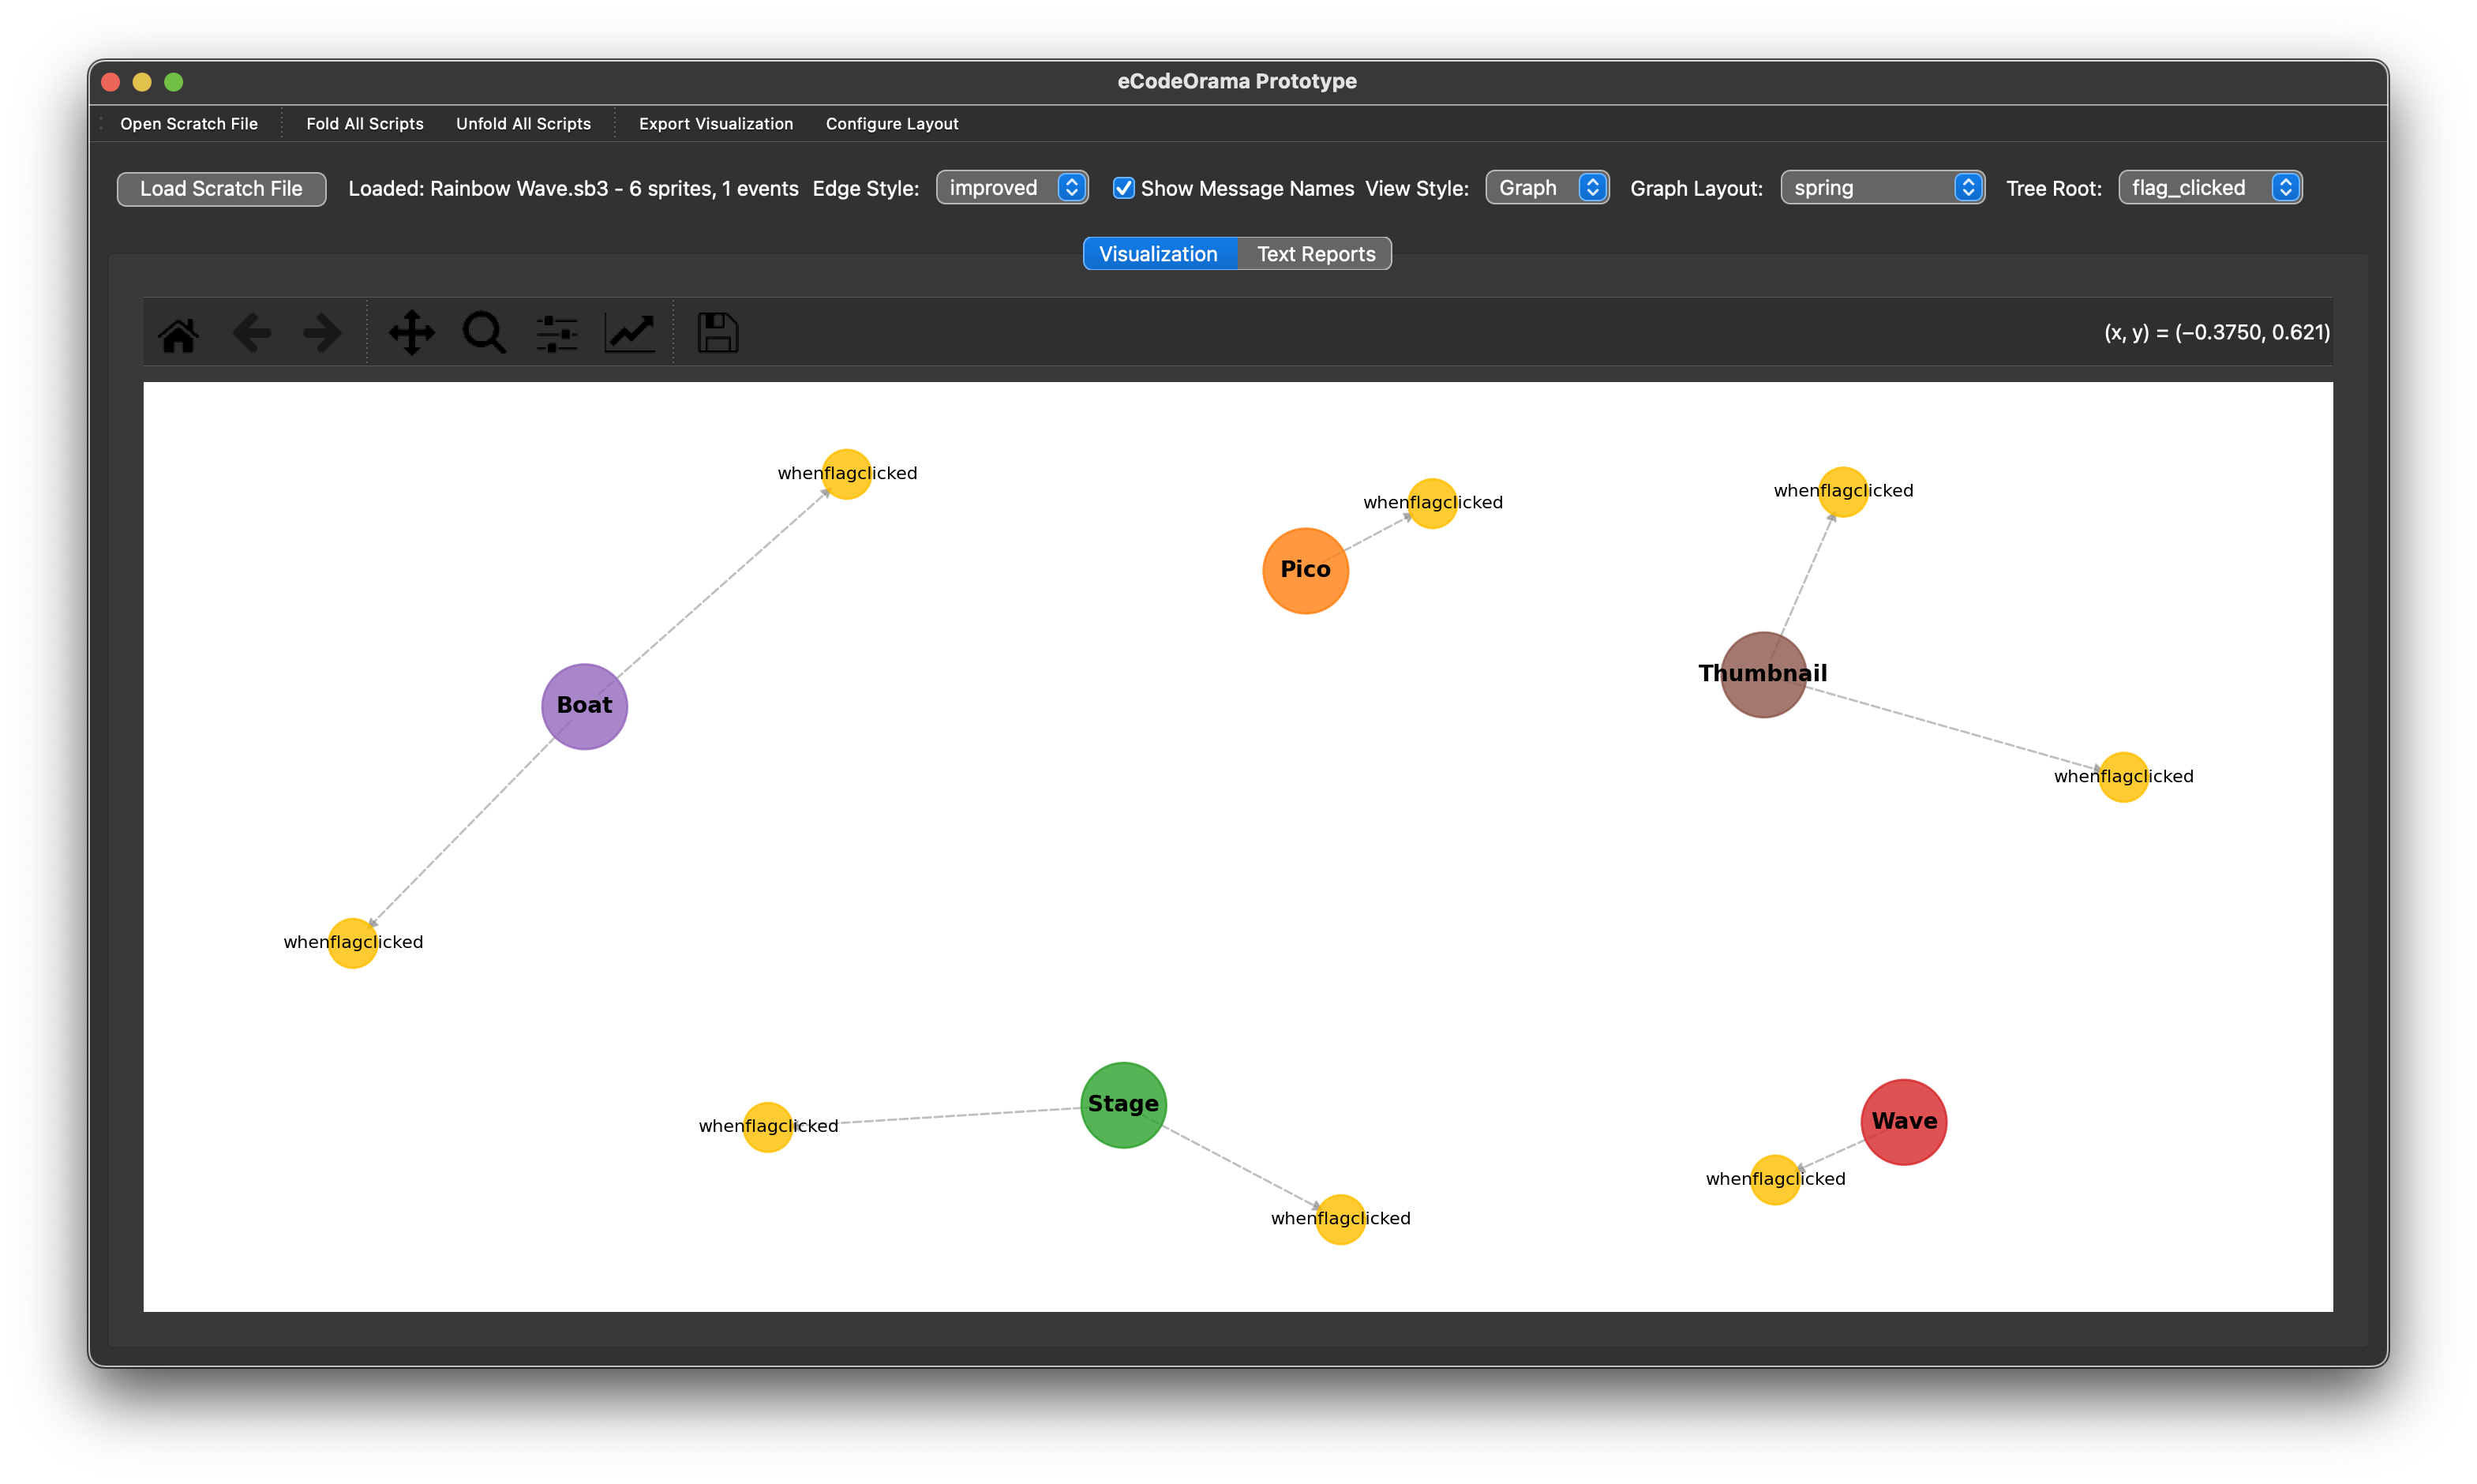 eCodeOrama Prototype
Open Scratch File Fold All Scripts Unfold All Scripts Export Visualization Configure Layout
Load Scratch File Loaded: Rainbow Wave.sb3 - 6 sprites, 1 events Edge Style: improved Show Message Names View Style: Graph Graph Layout: spring Tree Root: flag_clicked
Visualization Text Reports
(x, y) = (−0.3750, 0.621)
whenflagclicked
whenflagclicked
whenflagclicked
Pico
Thumbnail
Boat
whenflagclicked
whenflagclicked
Stage
Wave
whenflagclicked
whenflagclicked
whenflagclicked